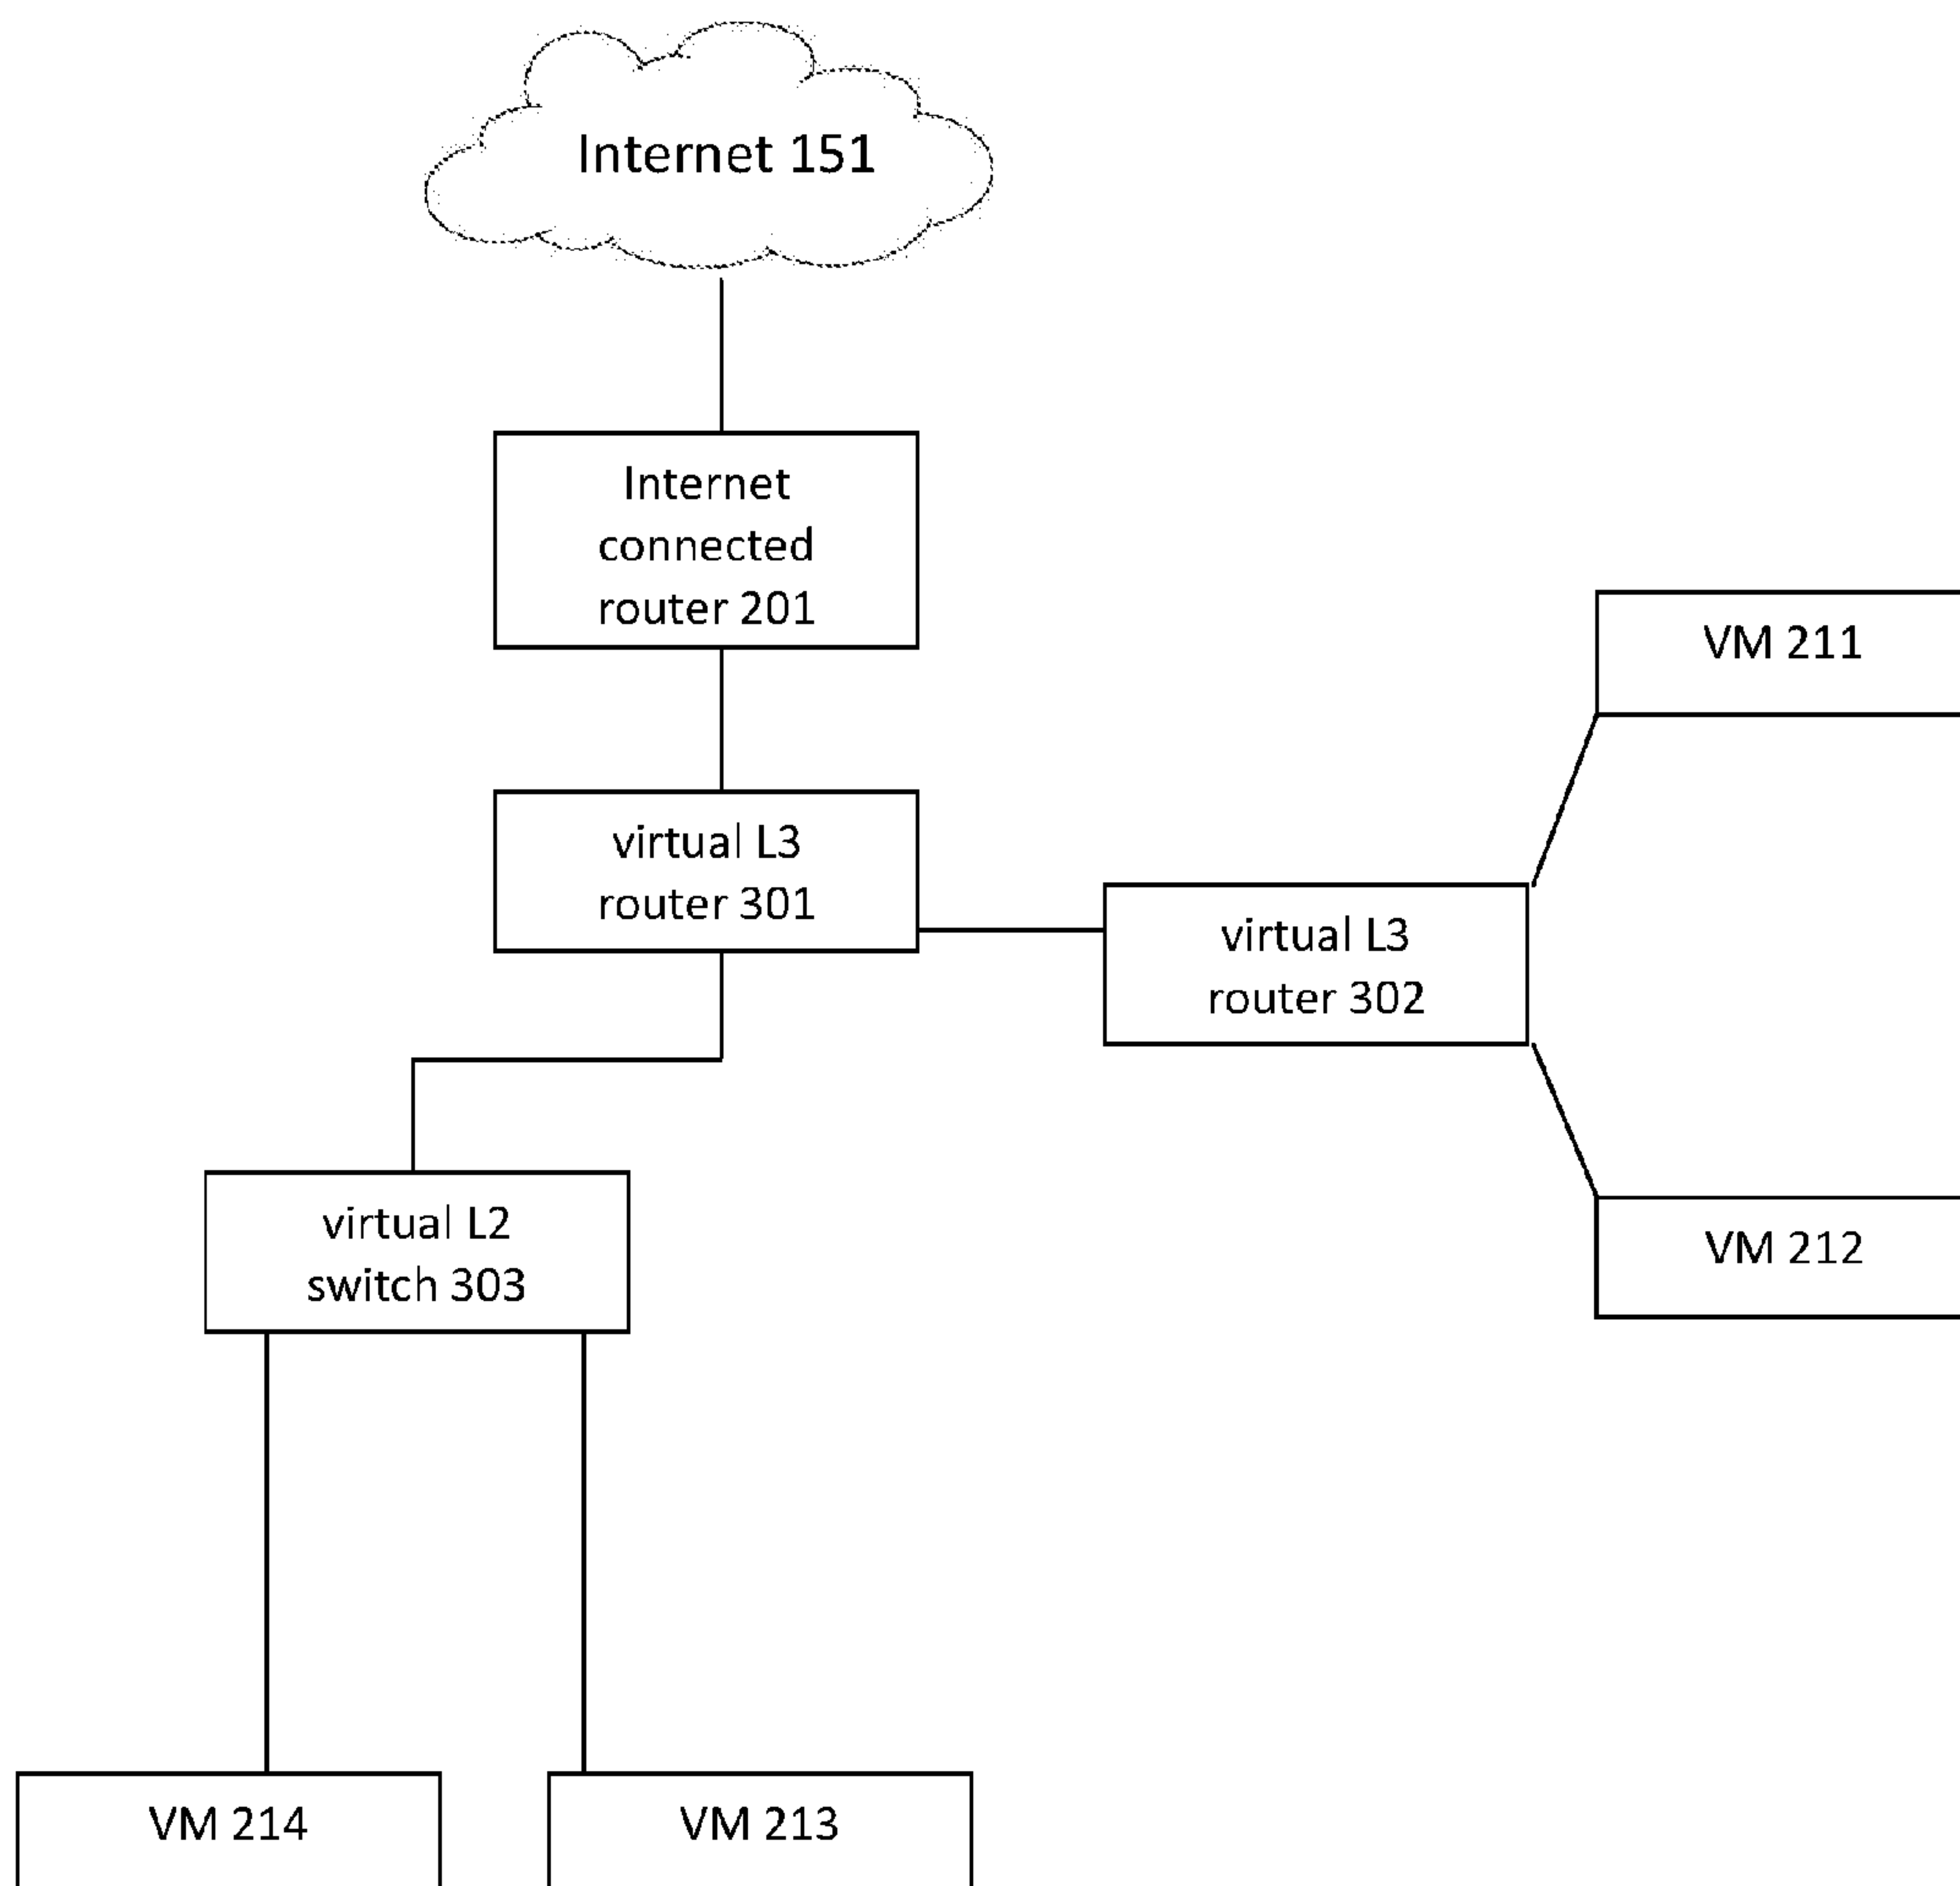 Internet 151
Internet
connected
router 201
VM 211
virtual L3
router 301
virtual L3
router 302
virtual L2
switch 303
VM 212
VM 214
VM 213